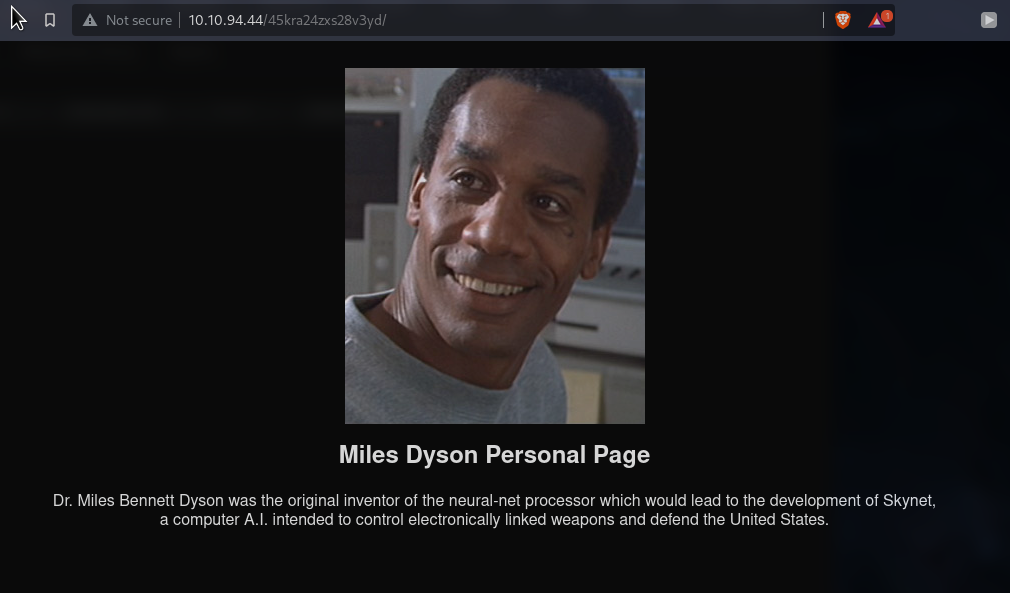 Not secure 10.10.94.44/45kra24zxs28v3yd/ 1
Miles Dyson Personal Page
Dr. Miles Bennett Dyson was the original inventor of the neural-net processor which would lead to the development of Skynet,
a computer A.I. intended to control electronically linked weapons and defend the United States.